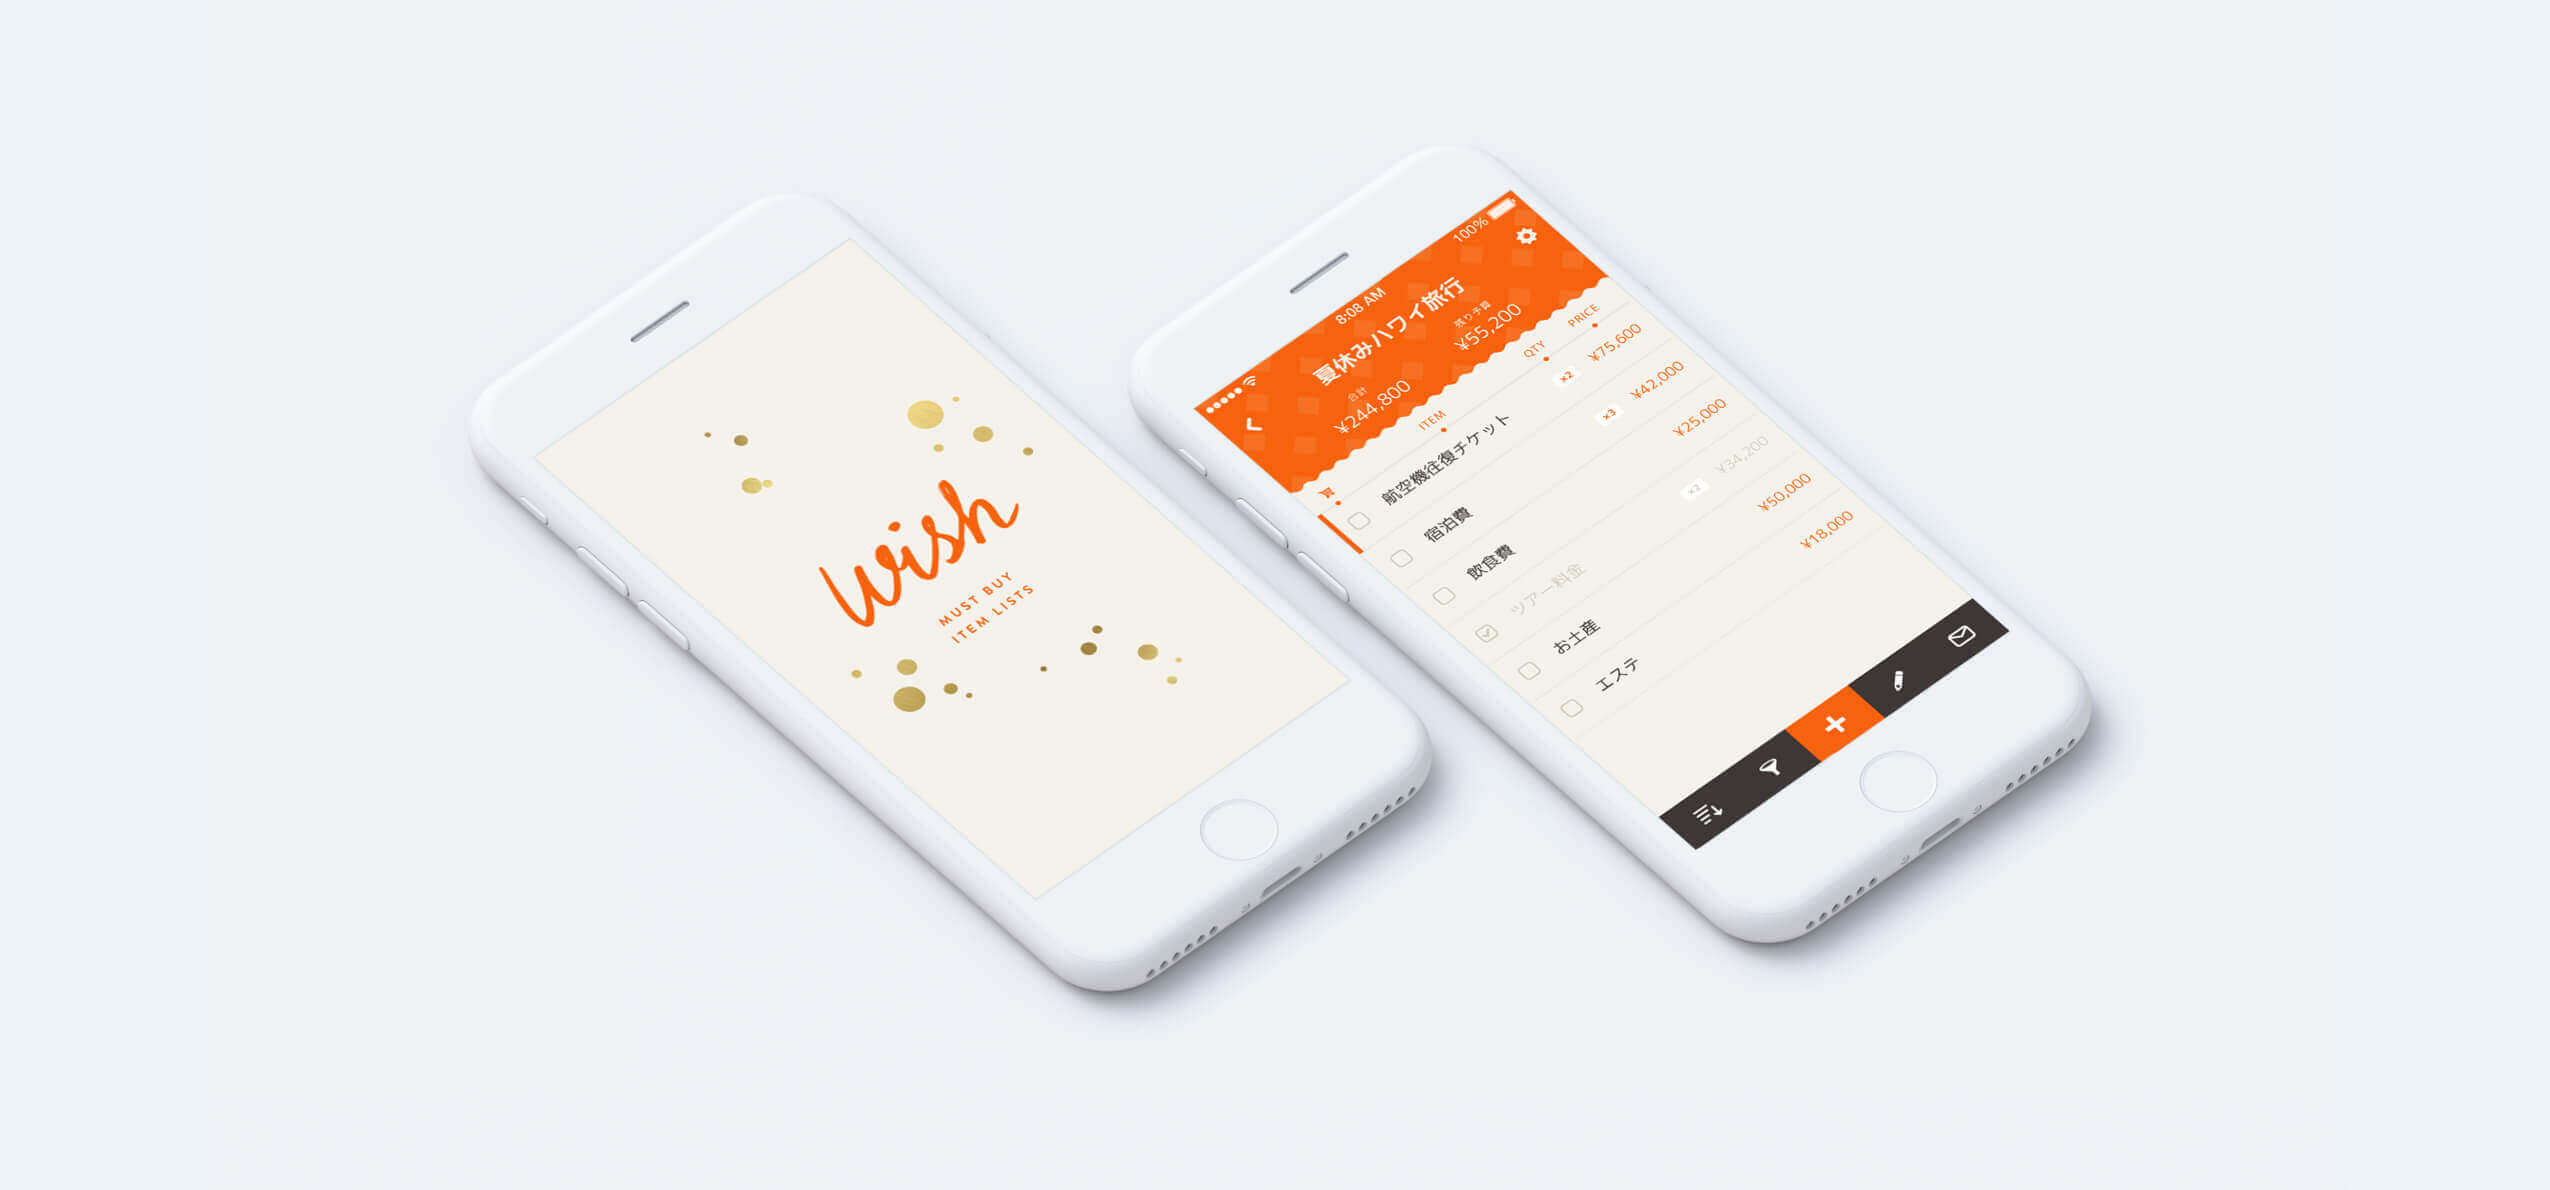 wish
MUST BUY
ITEM LISTS
8:08 AM
100%
夏休みハワイ旅行
合計
¥244,800
残り予算
¥55,200
ITEM
QTY
PRICE
航空機往復チケット ×2 ¥75,600
宿泊費 ×3 ¥42,000
飲食費 ¥25,000
ツアー料金 ×2 ¥34,200
お土産 ¥50,000
エステ ¥18,000